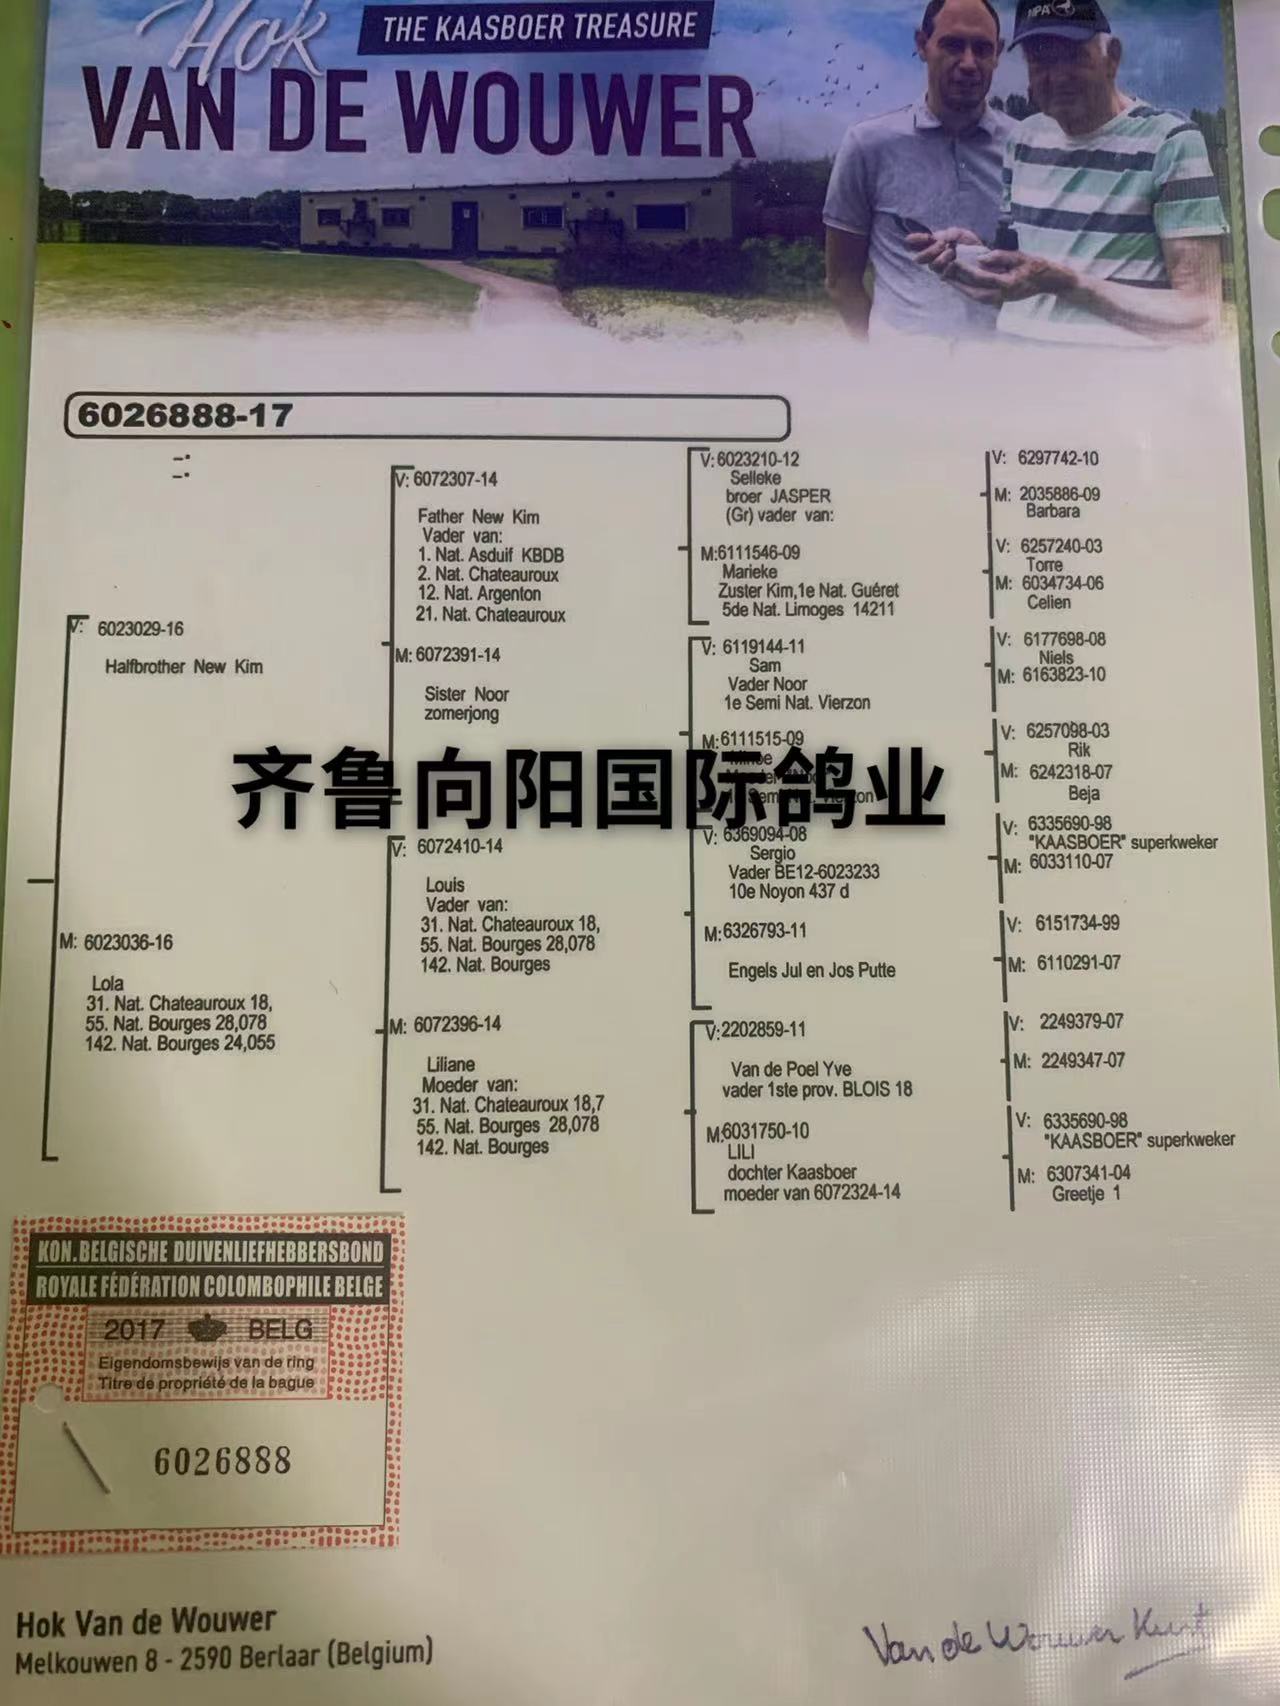 Hok
THE KAASBOER TREASURE
VAN DE WOUWER
NPA
6026888-17
-:
-:
V: 6023029-16
Halfbrother New Kim
M: 6023036-16
Lola
31. Nat. Chateauroux 18,
55. Nat. Bourges 28,078
142. Nat. Bourges 24,055
V: 6072307-14
Father New Kim
Vader van:
1. Nat. Asduif KBDB
2. Nat. Chateauroux
12. Nat. Argenton
21. Nat. Chateauroux
M: 6072391-14
Sister Noor
zomerjong
V: 6072410-14
Louis
Vader van:
31. Nat. Chateauroux 18,
55. Nat. Bourges 28,078
142. Nat. Bourges
M: 6072396-14
Liliane
Moeder van:
31. Nat. Chateauroux 18,7
55. Nat. Bourges 28,078
142. Nat. Bourges
V: 6023210-12
Selleke
broer JASPER
(Gr) vader van:
M:6111546-09
Marieke
Zuster Kim,1e Nat. Guéret
5de Nat. Limoges 14211
V: 6119144-11
Sam
Vader Noor
1e Semi Nat. Vierzon
M:6111515-09
V: 6369094-08
Sergio
Vader BE12-6023233
10e Noyon 437 d
M:6326793-11
Engels Jul en Jos Putte
V:2202859-11
Van de Poel Yve
vader 1ste prov. BLOIS 18
M:6031750-10
LILI
dochter Kaasboer
moeder van 6072324-14
V: 6297742-10
M: 2035886-09
Barbara
V: 6257240-03
Torre
M: 6034734-06
Celien
V: 6177698-08
Niels
M: 6163823-10
V: 6257098-03
Rik
M: 6242318-07
Beja
V: 6335690-98
"KAASBOER" superkweker
M: 6033110-07
V: 6151734-99
M: 6110291-07
V: 2249379-07
M: 2249347-07
V: 6335690-98
"KAASBOER" superkweker
M: 6307341-04
Greetje 1
齐鲁向阳国际鸽业
KON. BELGISCHE DUIVENLIEFHEBBERSBOND
ROYALE FÉDÉRATION COLOMBOPHILE BELGE
2017 BELG
Eigendomsbewijs van de ring
Titre de propriété de la bague
6026888
Hok Van de Wouwer
Melkouwen 8 - 2590 Berlaar (Belgium)
Van de Wouwer Kurt